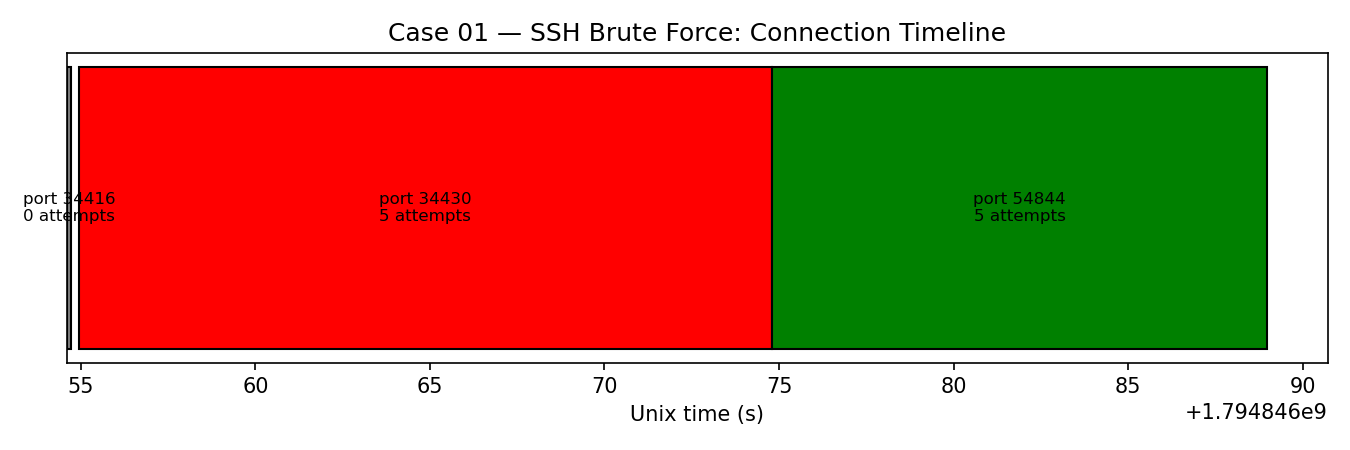 Case 01 — SSH Brute Force: Connection Timeline
port 34416
0 attempts
port 34430
5 attempts
port 54844
5 attempts
55 60 65 70 75 80 85 90
Unix time (s)
+1.794846e9